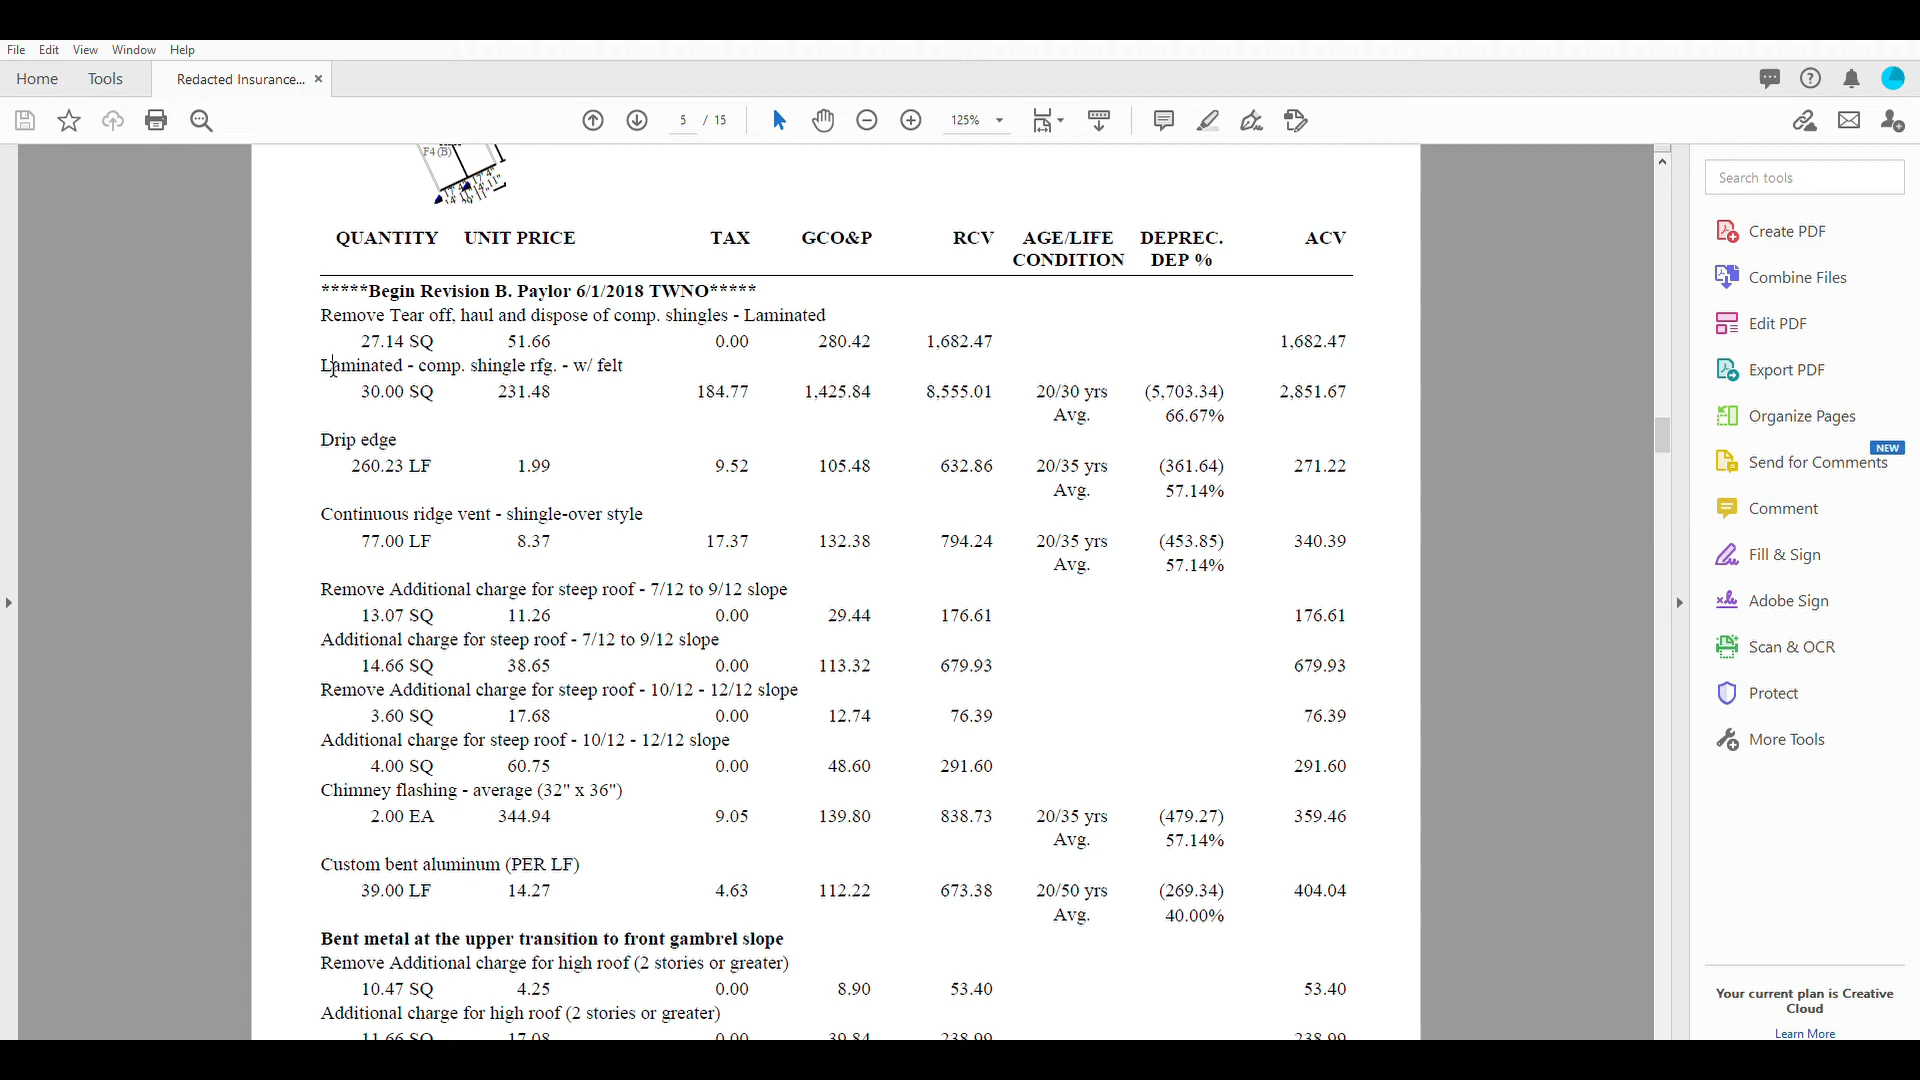 File Edit View Window Help
Home Tools Redacted Insurance... ×
5 / 15 125%
F4 (B)
Search tools
Create PDF
Combine Files
Edit PDF
Export PDF
Organize Pages
NEW
Send for Comments
Comment
Fill & Sign
Adobe Sign
Scan & OCR
Protect
More Tools
Your current plan is Creative
Cloud
Learn More
QUANTITY UNIT PRICE TAX GCO&P RCV AGE/LIFE DEPREC. ACV
CONDITION DEP %
*****Begin Revision B. Paylor 6/1/2018 TWNO*****
Remove Tear off, haul and dispose of comp. shingles - Laminated
27.14 SQ 51.66 0.00 280.42 1,682.47 1,682.47
Laminated - comp. shingle rfg. - w/ felt
30.00 SQ 231.48 184.77 1,425.84 8,555.01 20/30 yrs (5,703.34) 2,851.67
Avg. 66.67%
Drip edge
260.23 LF 1.99 9.52 105.48 632.86 20/35 yrs (361.64) 271.22
Avg. 57.14%
Continuous ridge vent - shingle-over style
77.00 LF 8.37 17.37 132.38 794.24 20/35 yrs (453.85) 340.39
Avg. 57.14%
Remove Additional charge for steep roof - 7/12 to 9/12 slope
13.07 SQ 11.26 0.00 29.44 176.61 176.61
Additional charge for steep roof - 7/12 to 9/12 slope
14.66 SQ 38.65 0.00 113.32 679.93 679.93
Remove Additional charge for steep roof - 10/12 - 12/12 slope
3.60 SQ 17.68 0.00 12.74 76.39 76.39
Additional charge for steep roof - 10/12 - 12/12 slope
4.00 SQ 60.75 0.00 48.60 291.60 291.60
Chimney flashing - average (32" x 36")
2.00 EA 344.94 9.05 139.80 838.73 20/35 yrs (479.27) 359.46
Avg. 57.14%
Custom bent aluminum (PER LF)
39.00 LF 14.27 4.63 112.22 673.38 20/50 yrs (269.34) 404.04
Avg. 40.00%
Bent metal at the upper transition to front gambrel slope
Remove Additional charge for high roof (2 stories or greater)
10.47 SQ 4.25 0.00 8.90 53.40 53.40
Additional charge for high roof (2 stories or greater)
11.66 SQ 17.08 0.00 39.84 238.99 238.99